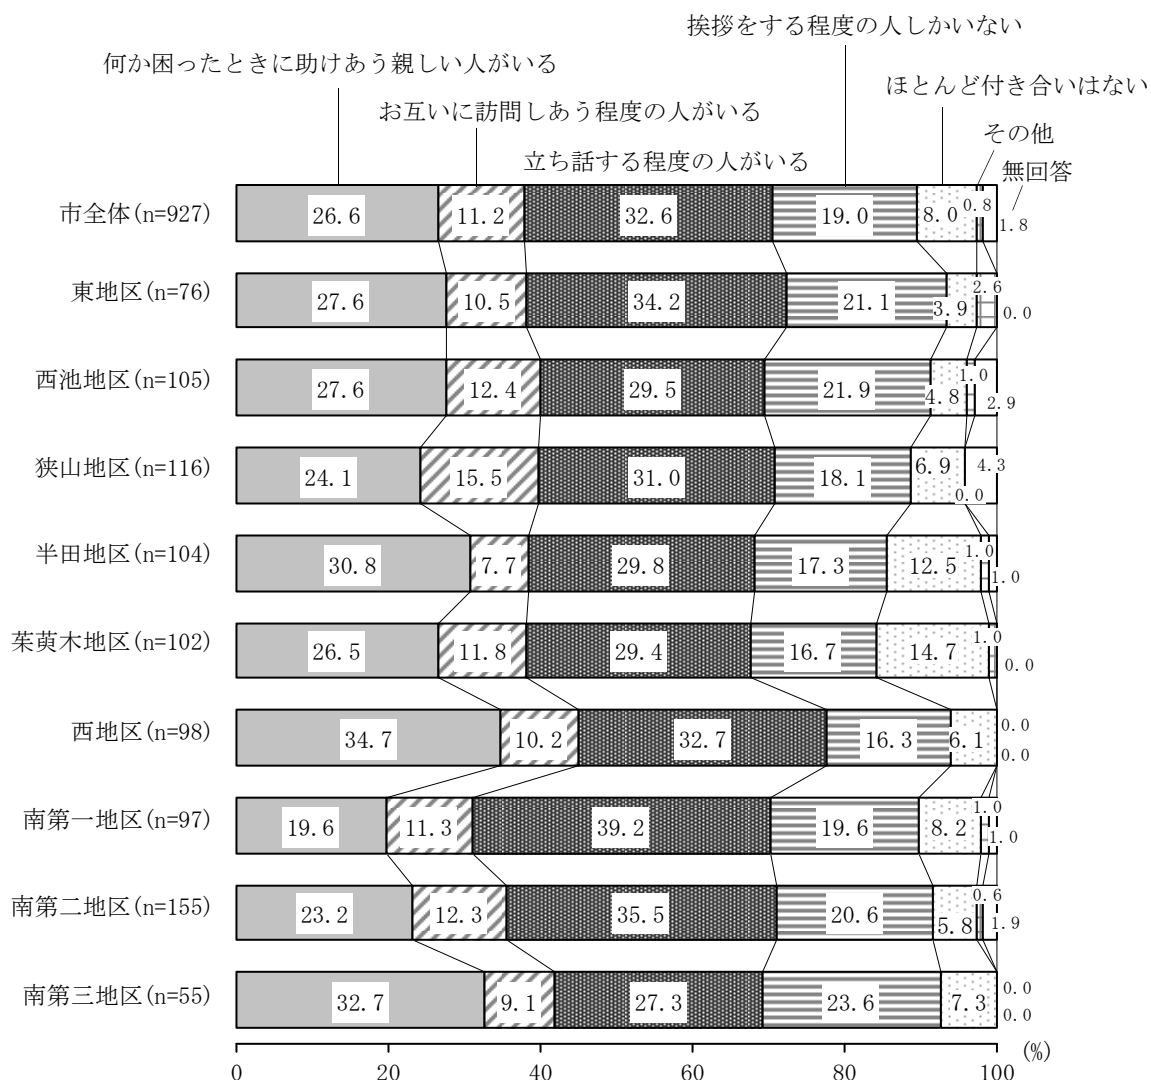 挨拶をする程度の人しかいない
何か困ったときに助けあう親しい人がいる
ほとんど付き合いはない
お互いに訪問しあう程度の人がいる
その他
立ち話する程度の人がいる
無回答
市全体(n=927) 26.6 11.2 32.6 19.0 8.0 0.8 1.8
東地区(n=76) 27.6 10.5 34.2 21.1 3.9 2.6 0.0
西池地区(n=105) 27.6 12.4 29.5 21.9 4.8 1.0 2.9
狭山地区(n=116) 24.1 15.5 31.0 18.1 6.9 0.0 4.3
半田地区(n=104) 30.8 7.7 29.8 17.3 12.5 1.0 1.0
茱萸木地区(n=102) 26.5 11.8 29.4 16.7 14.7 1.0 0.0
西地区(n=98) 34.7 10.2 32.7 16.3 6.1 0.0 0.0
南第一地区(n=97) 19.6 11.3 39.2 19.6 8.2 1.0 1.0
南第二地区(n=155) 23.2 12.3 35.5 20.6 5.8 0.6 1.9
南第三地区(n=55) 32.7 9.1 27.3 23.6 7.3 0.0 0.0
0 20 40 60 80 100 (%)